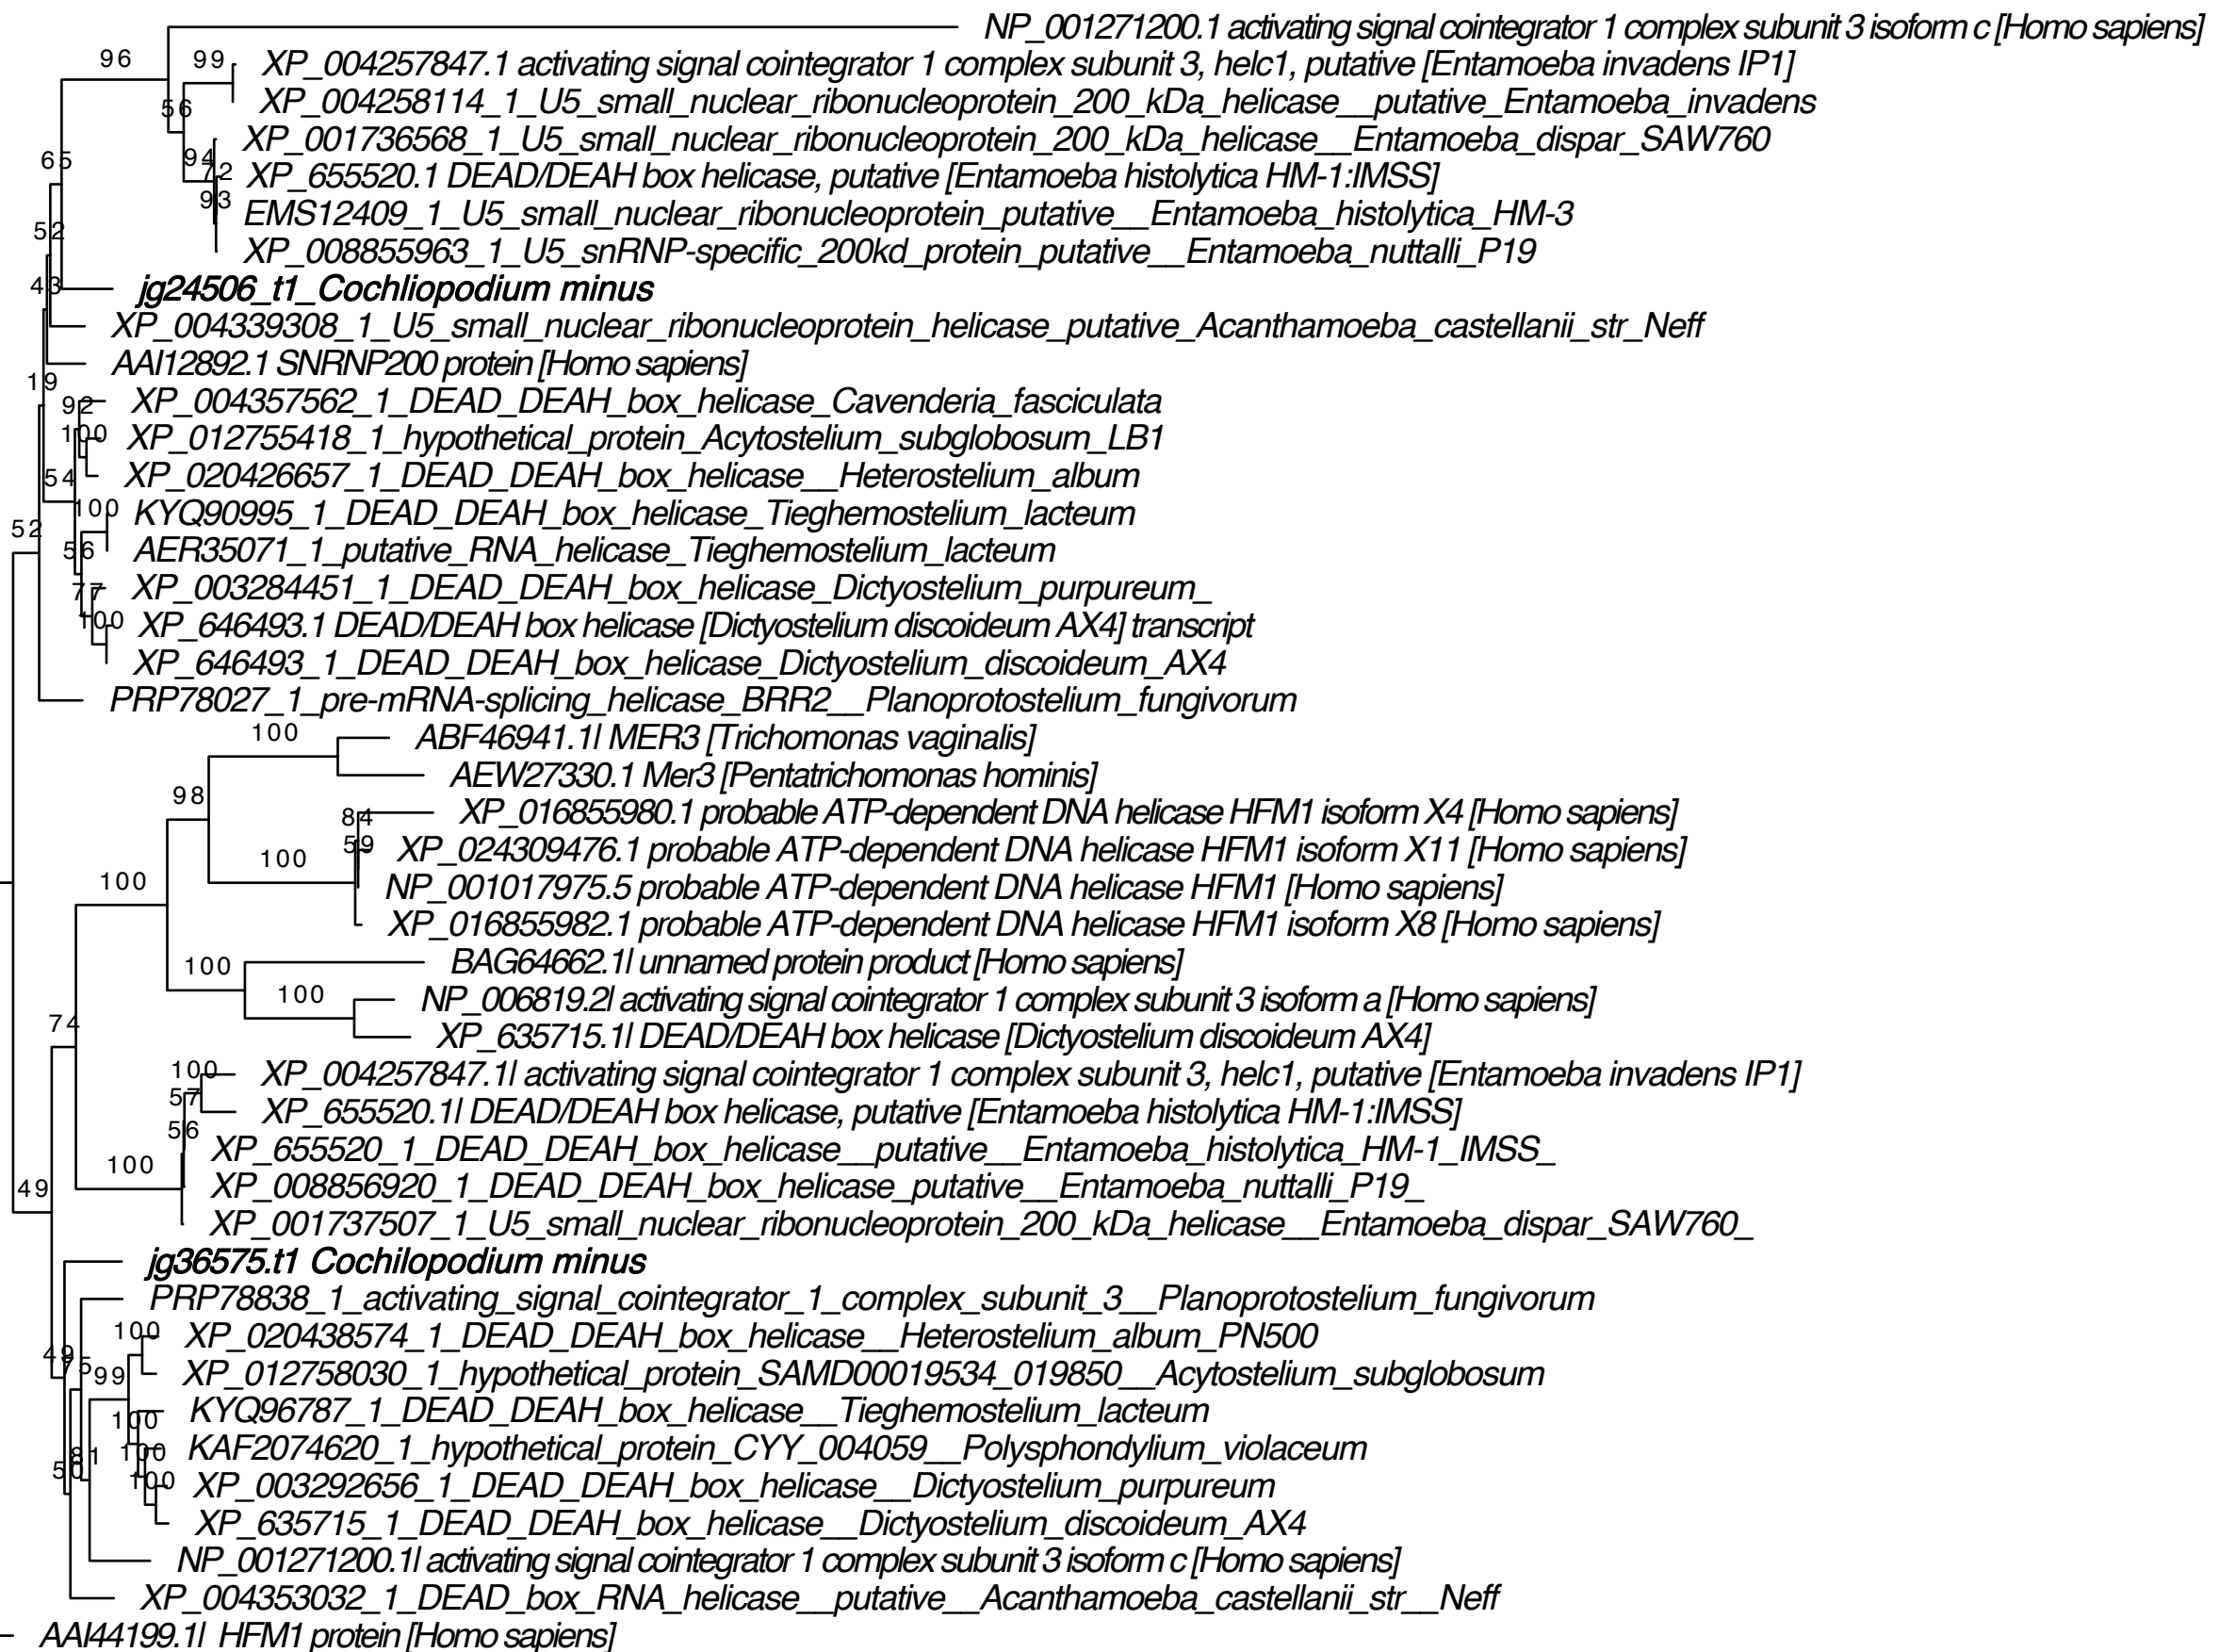 NP_001271200.1 activating signal cointegrator 1 complex subunit 3 isoform c [Homo sapiens]
96
99
XP_004257847.1 activating signal cointegrator 1 complex subunit 3, helc1, putative [Entamoeba invadens IP1]
56
XP_004258114_1_U5_small_nuclear_ribonucleoprotein_200_kDa_helicase__putative_Entamoeba_invadens
XP_001736568_1_U5_small_nuclear_ribonucleoprotein_200_kDa_helicase__Entamoeba_dispar_SAW760
65
94
72
XP_655520.1 DEAD/DEAH box helicase, putative [Entamoeba histolytica HM-1:IMSS]
93
EMS12409_1_U5_small_nuclear_ribonucleoprotein_putative__Entamoeba_histolytica_HM-3
52
XP_008855963_1_U5_snRNP-specific_200kd_protein_putative__Entamoeba_nuttalli_P19
43
jg24506_t1_Cochliopodium minus
XP_004339308_1_U5_small_nuclear_ribonucleoprotein_helicase_putative_Acanthamoeba_castellanii_str_Neff
AAI12892.1 SNRNP200 protein [Homo sapiens]
19
92
XP_004357562_1_DEAD_DEAH_box_helicase_Cavenderia_fasciculata
100
XP_012755418_1_hypothetical_protein_Acytostelium_subglobosum_LB1
54
XP_020426657_1_DEAD_DEAH_box_helicase__Heterostelium_album
100
KYQ90995_1_DEAD_DEAH_box_helicase_Tieghemostelium_lacteum
52
56
AER35071_1_putative_RNA_helicase_Tieghemostelium_lacteum
77
XP_003284451_1_DEAD_DEAH_box_helicase_Dictyostelium_purpureum_
100
XP_646493.1 DEAD/DEAH box helicase [Dictyostelium discoideum AX4] transcript
XP_646493_1_DEAD_DEAH_box_helicase_Dictyostelium_discoideum_AX4
PRP78027_1_pre-mRNA-splicing_helicase_BRR2__Planoprotostelium_fungivorum
100
ABF46941.1| MER3 [Trichomonas vaginalis]
AEW27330.1 Mer3 [Pentatrichomonas hominis]
98
84
XP_016855980.1 probable ATP-dependent DNA helicase HFM1 isoform X4 [Homo sapiens]
59
100
XP_024309476.1 probable ATP-dependent DNA helicase HFM1 isoform X11 [Homo sapiens]
100
NP_001017975.5 probable ATP-dependent DNA helicase HFM1 [Homo sapiens]
XP_016855982.1 probable ATP-dependent DNA helicase HFM1 isoform X8 [Homo sapiens]
100
BAG64662.1| unnamed protein product [Homo sapiens]
100
NP_006819.2| activating signal cointegrator 1 complex subunit 3 isoform a [Homo sapiens]
74
XP_635715.1| DEAD/DEAH box helicase [Dictyostelium discoideum AX4]
100
XP_004257847.1| activating signal cointegrator 1 complex subunit 3, helc1, putative [Entamoeba invadens IP1]
57
XP_655520.1| DEAD/DEAH box helicase, putative [Entamoeba histolytica HM-1:IMSS]
56
XP_655520_1_DEAD_DEAH_box_helicase__putative__Entamoeba_histolytica_HM-1_IMSS_
100
49
XP_008856920_1_DEAD_DEAH_box_helicase_putative__Entamoeba_nuttalli_P19_
XP_001737507_1_U5_small_nuclear_ribonucleoprotein_200_kDa_helicase__Entamoeba_dispar_SAW760_
jg36575.t1 Cochilopodium minus
PRP78838_1_activating_signal_cointegrator_1_complex_subunit_3__Planoprotostelium_fungivorum
100
XP_020438574_1_DEAD_DEAH_box_helicase__Heterostelium_album_PN500
49
75
99
XP_012758030_1_hypothetical_protein_SAMD00019534_019850__Acytostelium_subglobosum
100
KYQ96787_1_DEAD_DEAH_box_helicase__Tieghemostelium_lacteum
81
100
KAF2074620_1_hypothetical_protein_CYY_004059__Polysphondylium_violaceum
50
100
XP_003292656_1_DEAD_DEAH_box_helicase__Dictyostelium_purpureum
XP_635715_1_DEAD_DEAH_box_helicase__Dictyostelium_discoideum_AX4
NP_001271200.1| activating signal cointegrator 1 complex subunit 3 isoform c [Homo sapiens]
XP_004353032_1_DEAD_box_RNA_helicase__putative__Acanthamoeba_castellanii_str__Neff
AAI44199.1| HFM1 protein [Homo sapiens]